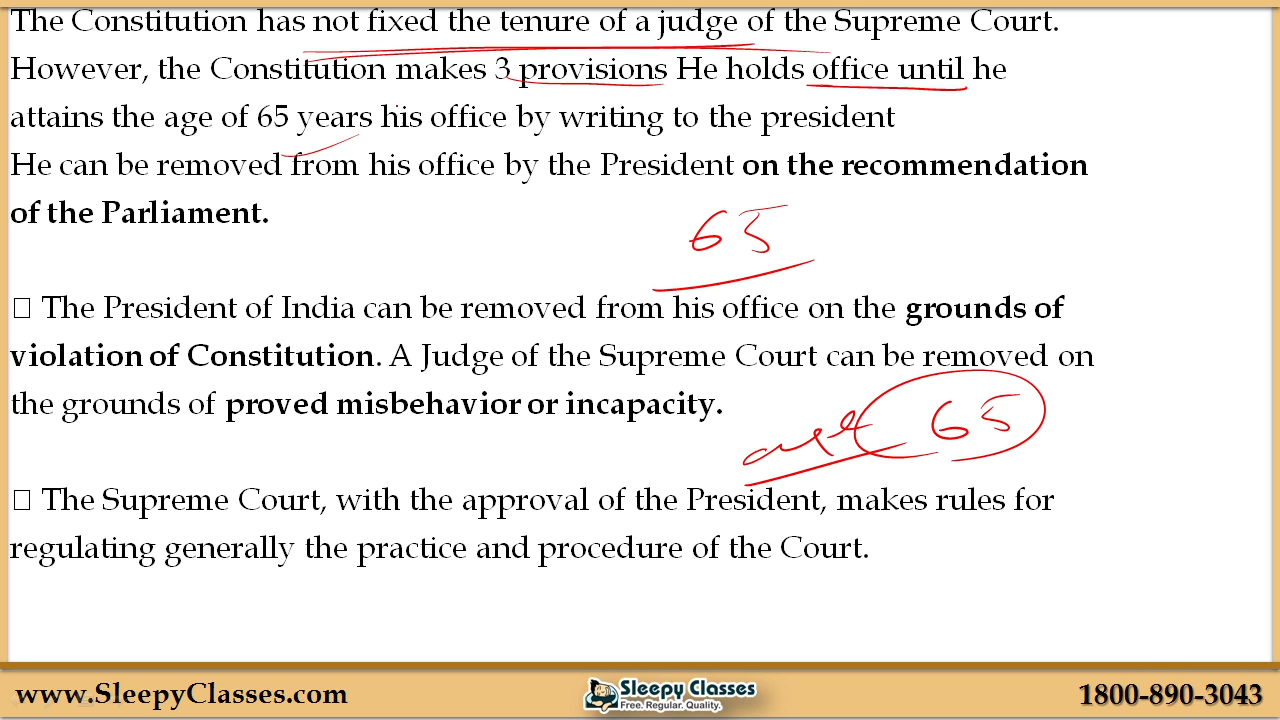 The Constitution has not fixed the tenure of a judge of the Supreme Court.
However, the Constitution makes 3 provisions He holds office until he
attains the age of 65 years his office by writing to the president
He can be removed from his office by the President on the recommendation
of the Parliament.
65
□ The President of India can be removed from his office on the grounds of
violation of Constitution. A Judge of the Supreme Court can be removed on
the grounds of proved misbehavior or incapacity.
age 65
□ The Supreme Court, with the approval of the President, makes rules for
regulating generally the practice and procedure of the Court.
www.SleepyClasses.com
Sleepy Classes
Free. Regular. Quality.
1800-890-3043